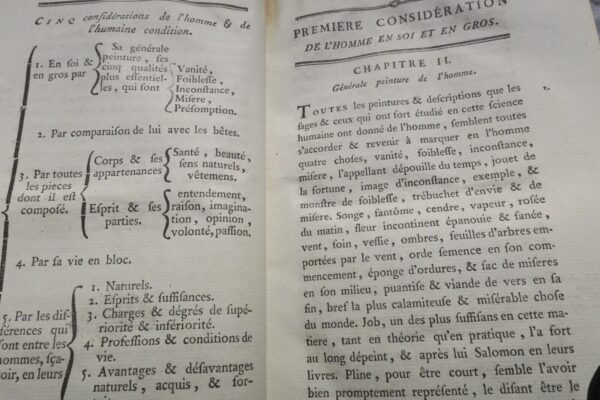 CINQ considérations de l'homme & de
l'humaine condition.
1. En soi &
en gros par
Sa générale
peinture, ses
cinq qualités
plus essentiel-
les, qui sont
Vanité,
Foiblesse,
Inconstance,
Misere,
Présomption.
2. Par comparaison de lui avec les bêtes.
3. Par toutes
les pieces
dont il est
composé.
Corps & ses
appartenances
Santé, beauté,
sens naturels,
vêtemens.
Esprit & ses
parties.
entendement,
raison, imagina-
tion, opinion,
volonté, passion.
4. Par sa vie en bloc.
5. Par les dif-
férences qui
sont entre les
hommes, sça-
voir, en leurs
1. Naturels.
2. Esprits & suffisances.
3. Charges & dégrés de supé-
riorité & infériorité.
4. Professions & conditions de
vie.
5. Avantages & désavantages
naturels, acquis, & for-
PREMIERE CONSIDÉRATION
DE L'HOMME EN SOI ET EN GROS.
CHAPITRE II.
Générale peinture de l'homme.
TOUTES les peintures & descriptions que les
sages & ceux qui ont fort étudié en cette science
humaine ont donné de l'homme, semblent toutes
s'accorder & revenir à marquer en l'homme
quatre choses, vanité, foiblesse, inconstance,
misere, l'appellant dépouille du temps, jouet de
la fortune, image d'inconstance, exemple, &
monstre de foiblesse, trébuchet d'envie & de
misere. Songe, fantôme, cendre, vapeur, rosée
du matin, fleur incontinent épanouie & fanée,
vent, foin, vessie, ombres, feuilles d'arbres em-
portées par le vent, orde semence en son com-
mencement, éponge d'ordures, & sac de miseres
en son milieu, puantise & viande de vers en sa
fin, bref la plus calamiteuse & misérable chose
du monde. Job, un des plus suffisans en cette ma-
tiere, tant en théorie qu'en pratique, l'a fort
au long dépeint, & après lui Salomon en leurs
livres. Pline, pour être court, semble l'avoir
bien promptement représenté, le disant être le
1.